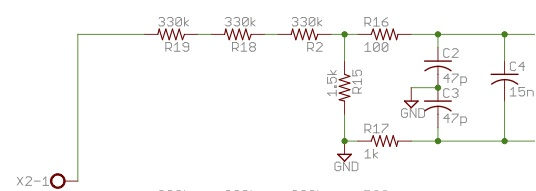 330k 330k 330k R16
R19 R18 R2 100
C2
47p
C4
15n
1.5k R15
C3
47p
GND
R17
1k
GND
X2-1